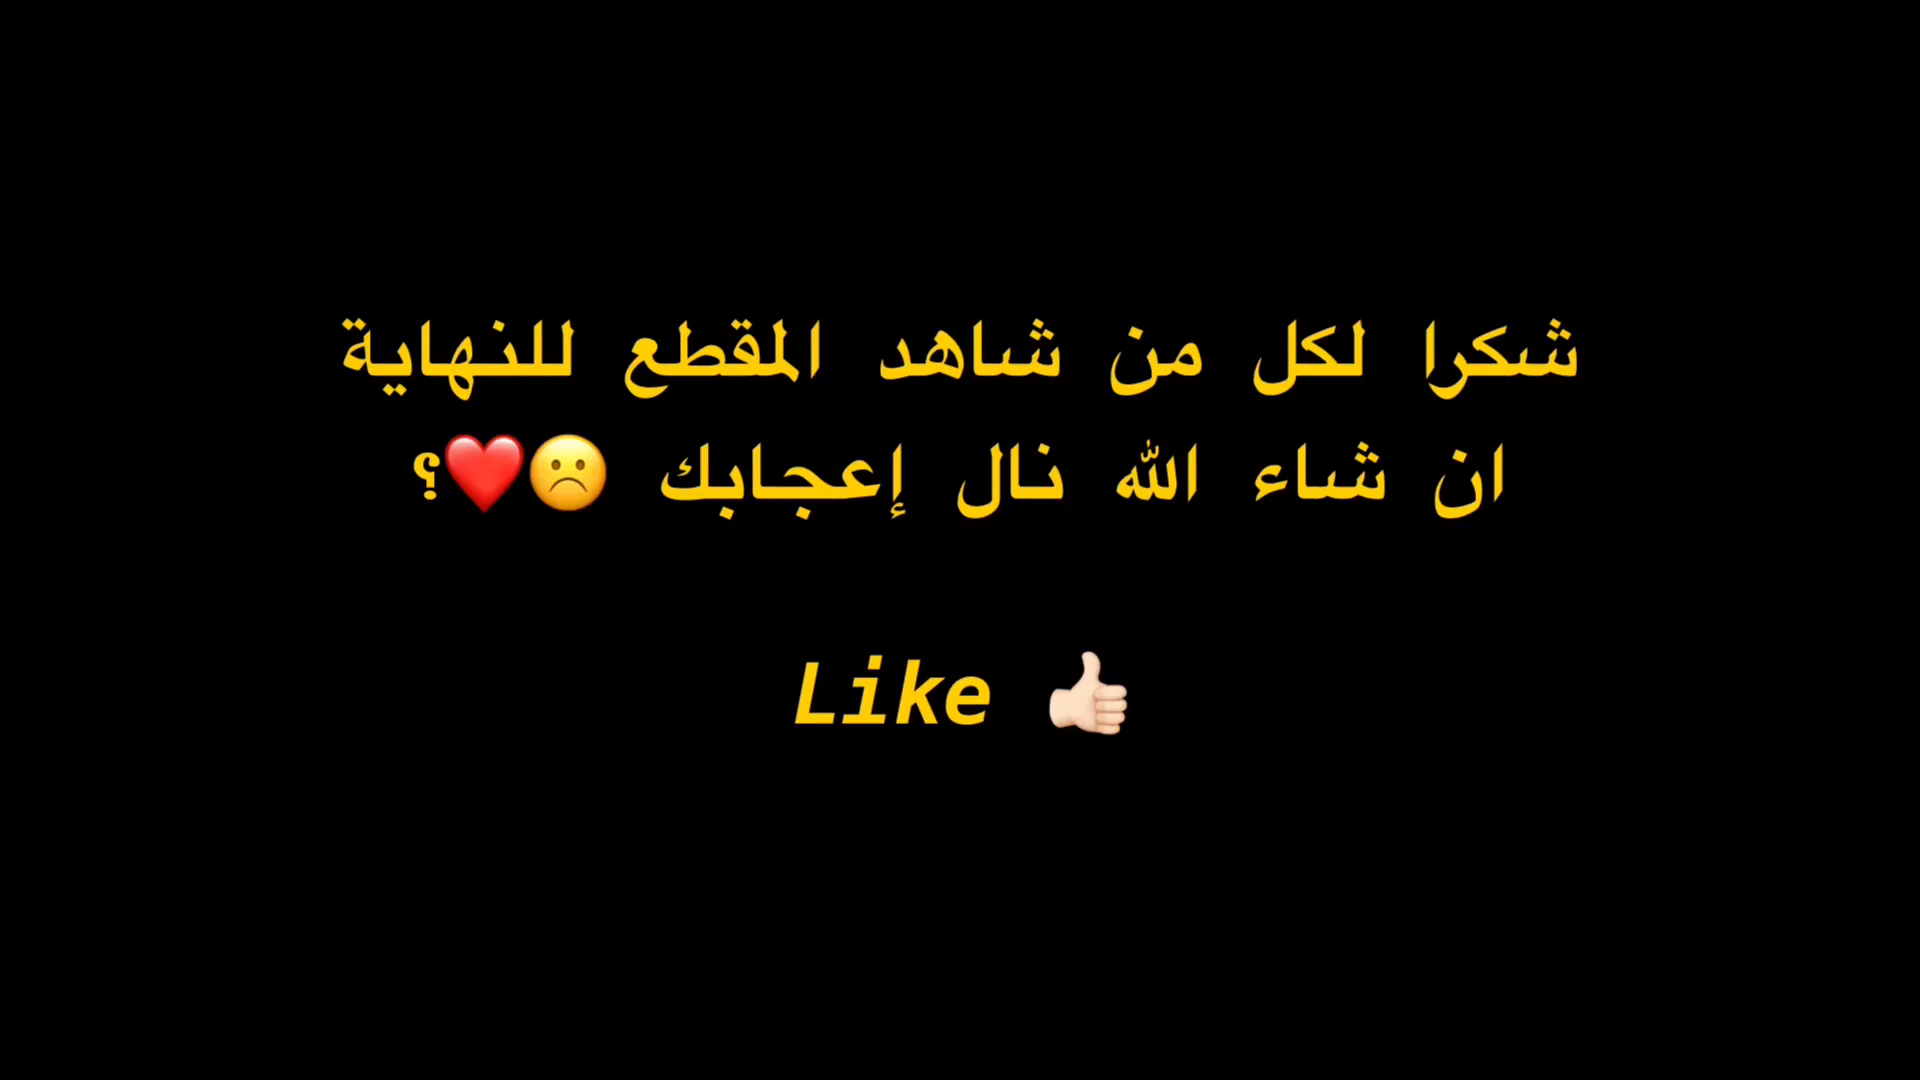 شكرا لكل من شاهد المقطع للنهاية
ان شاء الله نال إعجابك ☹️❤️؟
Like 👍🏻